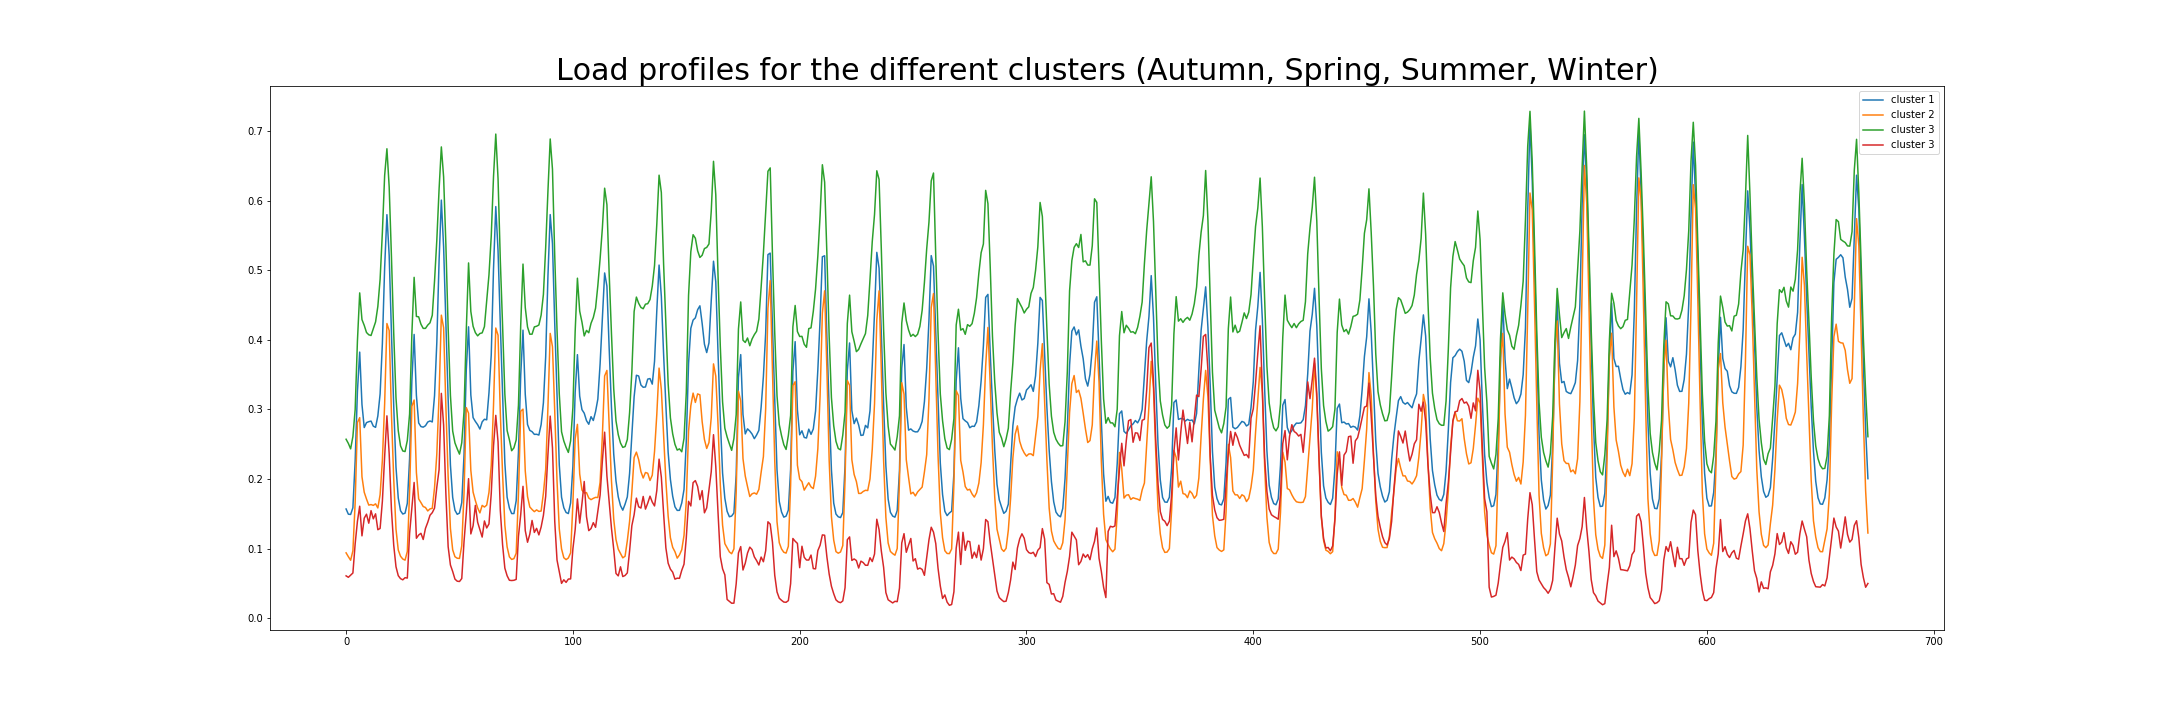 Load profiles for the different clusters (Autumn, Spring, Summer, Winter)
cluster 1
cluster 2
cluster 3
cluster 3
0.7
0.6
0.5
0.4
0.3
0.2
0.1
0.0
0 100 200 300 400 500 600 700